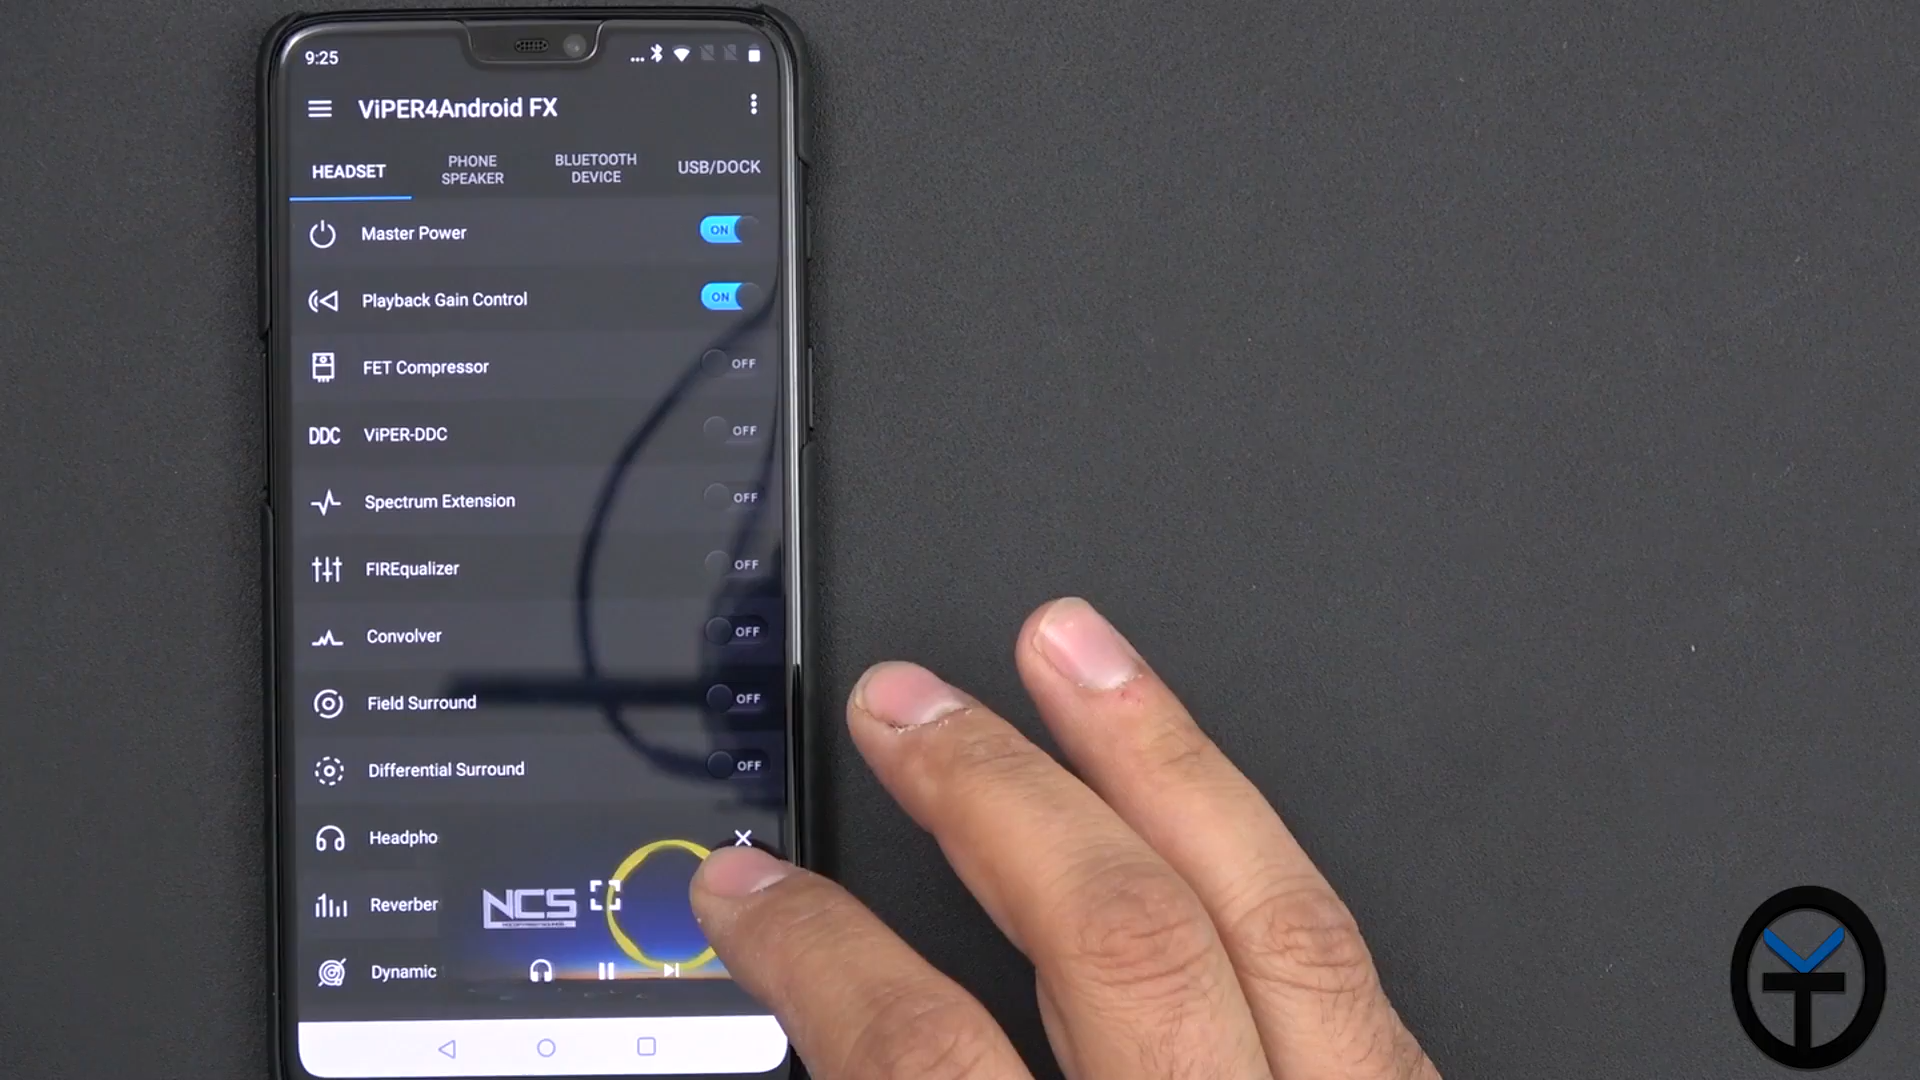 9:25
ViPER4Android FX
HEADSET
PHONE
SPEAKER
BLUETOOTH
DEVICE
USB/DOCK
Master Power
ON
Playback Gain Control
ON
FET Compressor
OFF
DDC
ViPER-DDC
OFF
Spectrum Extension
OFF
FIREqualizer
OFF
Convolver
OFF
Field Surround
OFF
Differential Surround
OFF
Headpho
Reverber
NCS
Dynamic